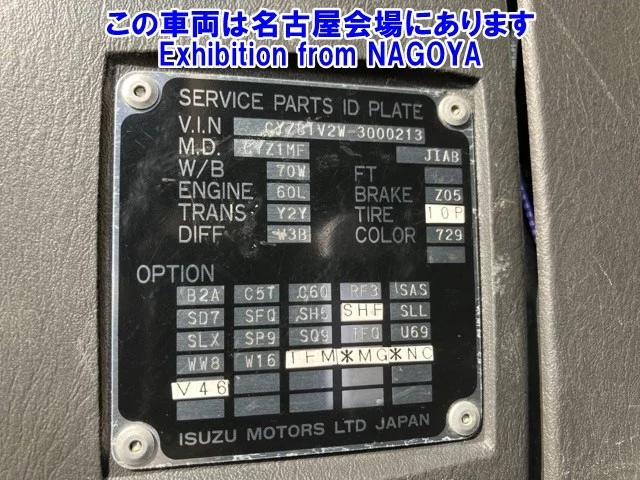 この車両は名古屋会場にあります
Exhibition from NAGOYA
SERVICE PARTS ID PLATE
V.I.N CYZ81V2W-3000213
M.D. CYZ1MF JIAB
W/B 70W FT
ENGINE 60L BRAKE Z05
TRANS Y2Y TIRE 10P
DIFF W3B COLOR 729
OPTION
B2A C5T C60 RF3 SAS
SD7 SFQ SH5 SHF SLL
SLX SP9 SQ9 TFQ U69
WW8 W16 IFM *MG *NC
V46
ISUZU MOTORS LTD JAPAN